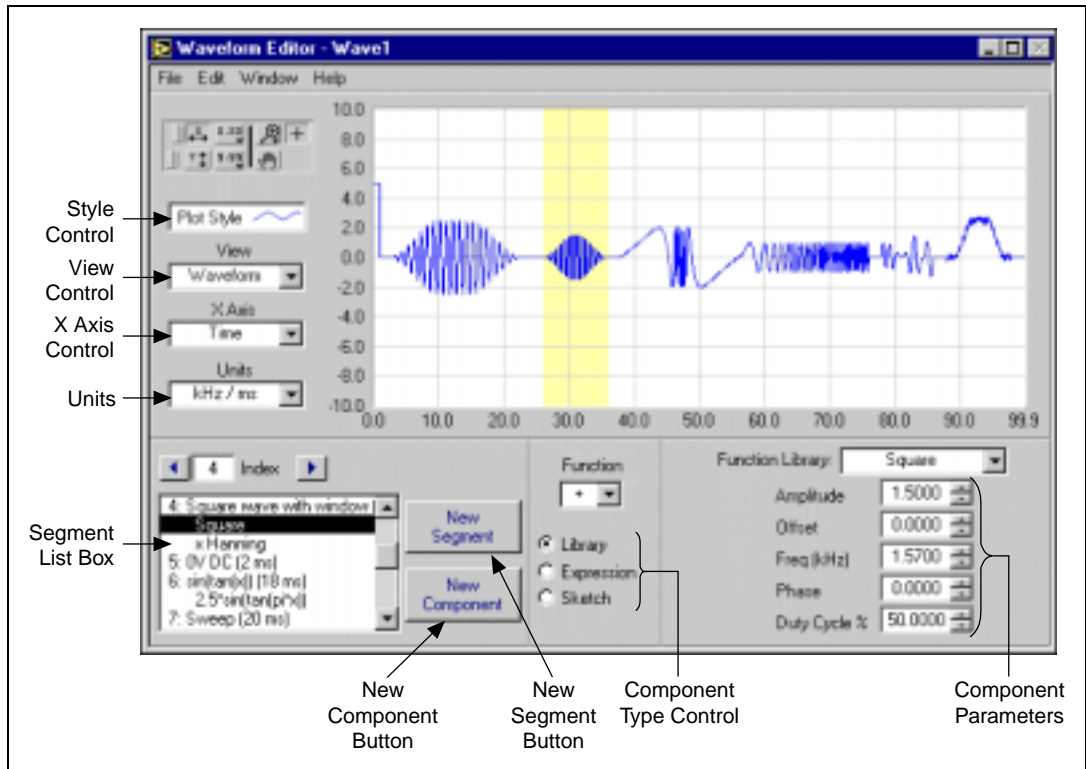 Waveform Editor - Wave1
File Edit Window Help
10.0
8.0
6.0
4.0
2.0
0.0
-2.0
-4.0
-6.0
-8.0
-10.0
0.0 10.0 20.0 30.0 40.0 50.0 60.0 70.0 80.0 90.0 99.9
Style Control
Plot Style
View
View Control
Waveform
X Axis
X Axis Control
Time
Units
Units
kHz / ms
4 Index
Segment List Box
4: Square wave with window
Square
x Hanning
5: 0V DC (2 ms)
6: sin(tan(x)) (18 ms)
2.5*sin(tan(pi*x))
7: Sweep (20 ms)
New Segment
New Component
Function
+
Library
Expression
Sketch
Function Library: Square
Amplitude 1.5000
Offset 0.0000
Freq (kHz) 1.5700
Phase 0.0000
Duty Cycle % 50.0000
New Component Button
New Segment Button
Component Type Control
Component Parameters